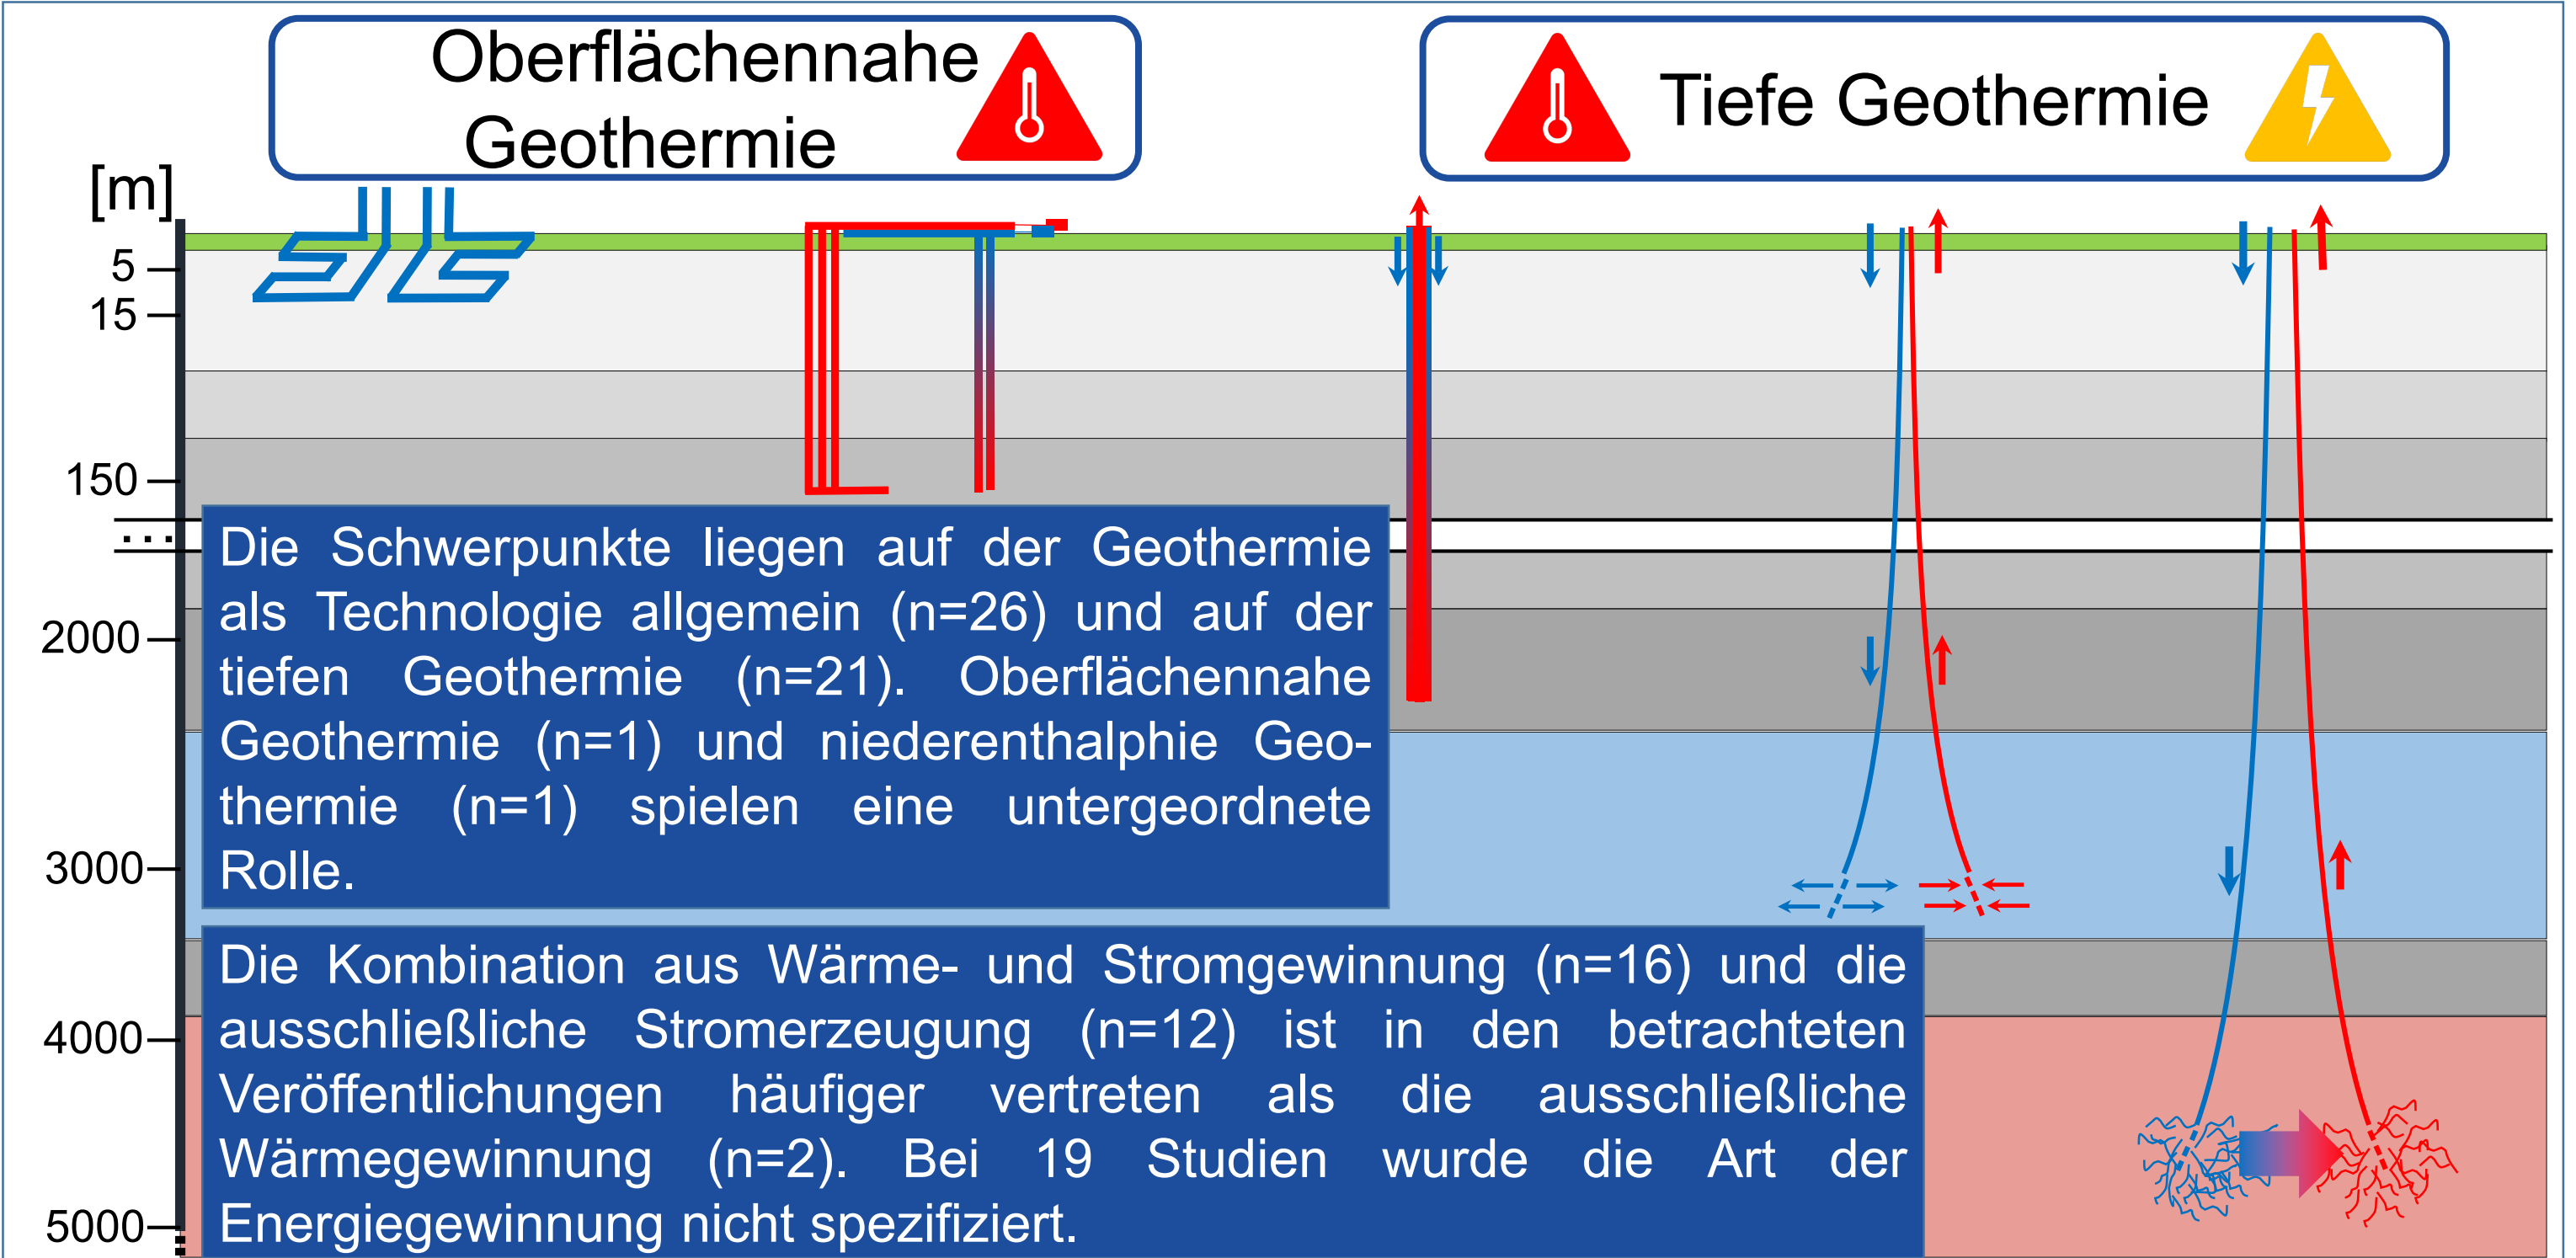 Oberflächennahe
Geothermie
Tiefe Geothermie
[m]
5
15
150
...
2000
3000
4000
5000
Die Schwerpunkte liegen auf der Geothermie
als Technologie allgemein (n=26) und auf der
tiefen Geothermie (n=21). Oberflächennahe
Geothermie (n=1) und niederenthalphie Geo-
thermie (n=1) spielen eine untergeordnete
Rolle.
Die Kombination aus Wärme- und Stromgewinnung (n=16) und die
ausschließliche Stromerzeugung (n=12) ist in den betrachteten
Veröffentlichungen häufiger vertreten als die ausschließliche
Wärmegewinnung (n=2). Bei 19 Studien wurde die Art der
Energiegewinnung nicht spezifiziert.